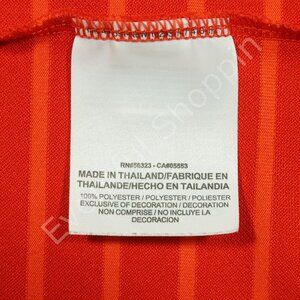 RN#56323 - CA#05553
MADE IN THAILAND/FABRIQUE EN
THAILANDE/HECHO EN TAILANDIA
100% POLYESTER / POLYESTER / POLIESTER
EXCLUSIVE OF DECORATION / DECORATION
NON COMPRISE / NO INCLUYE LA
DECORACION
Shoppin